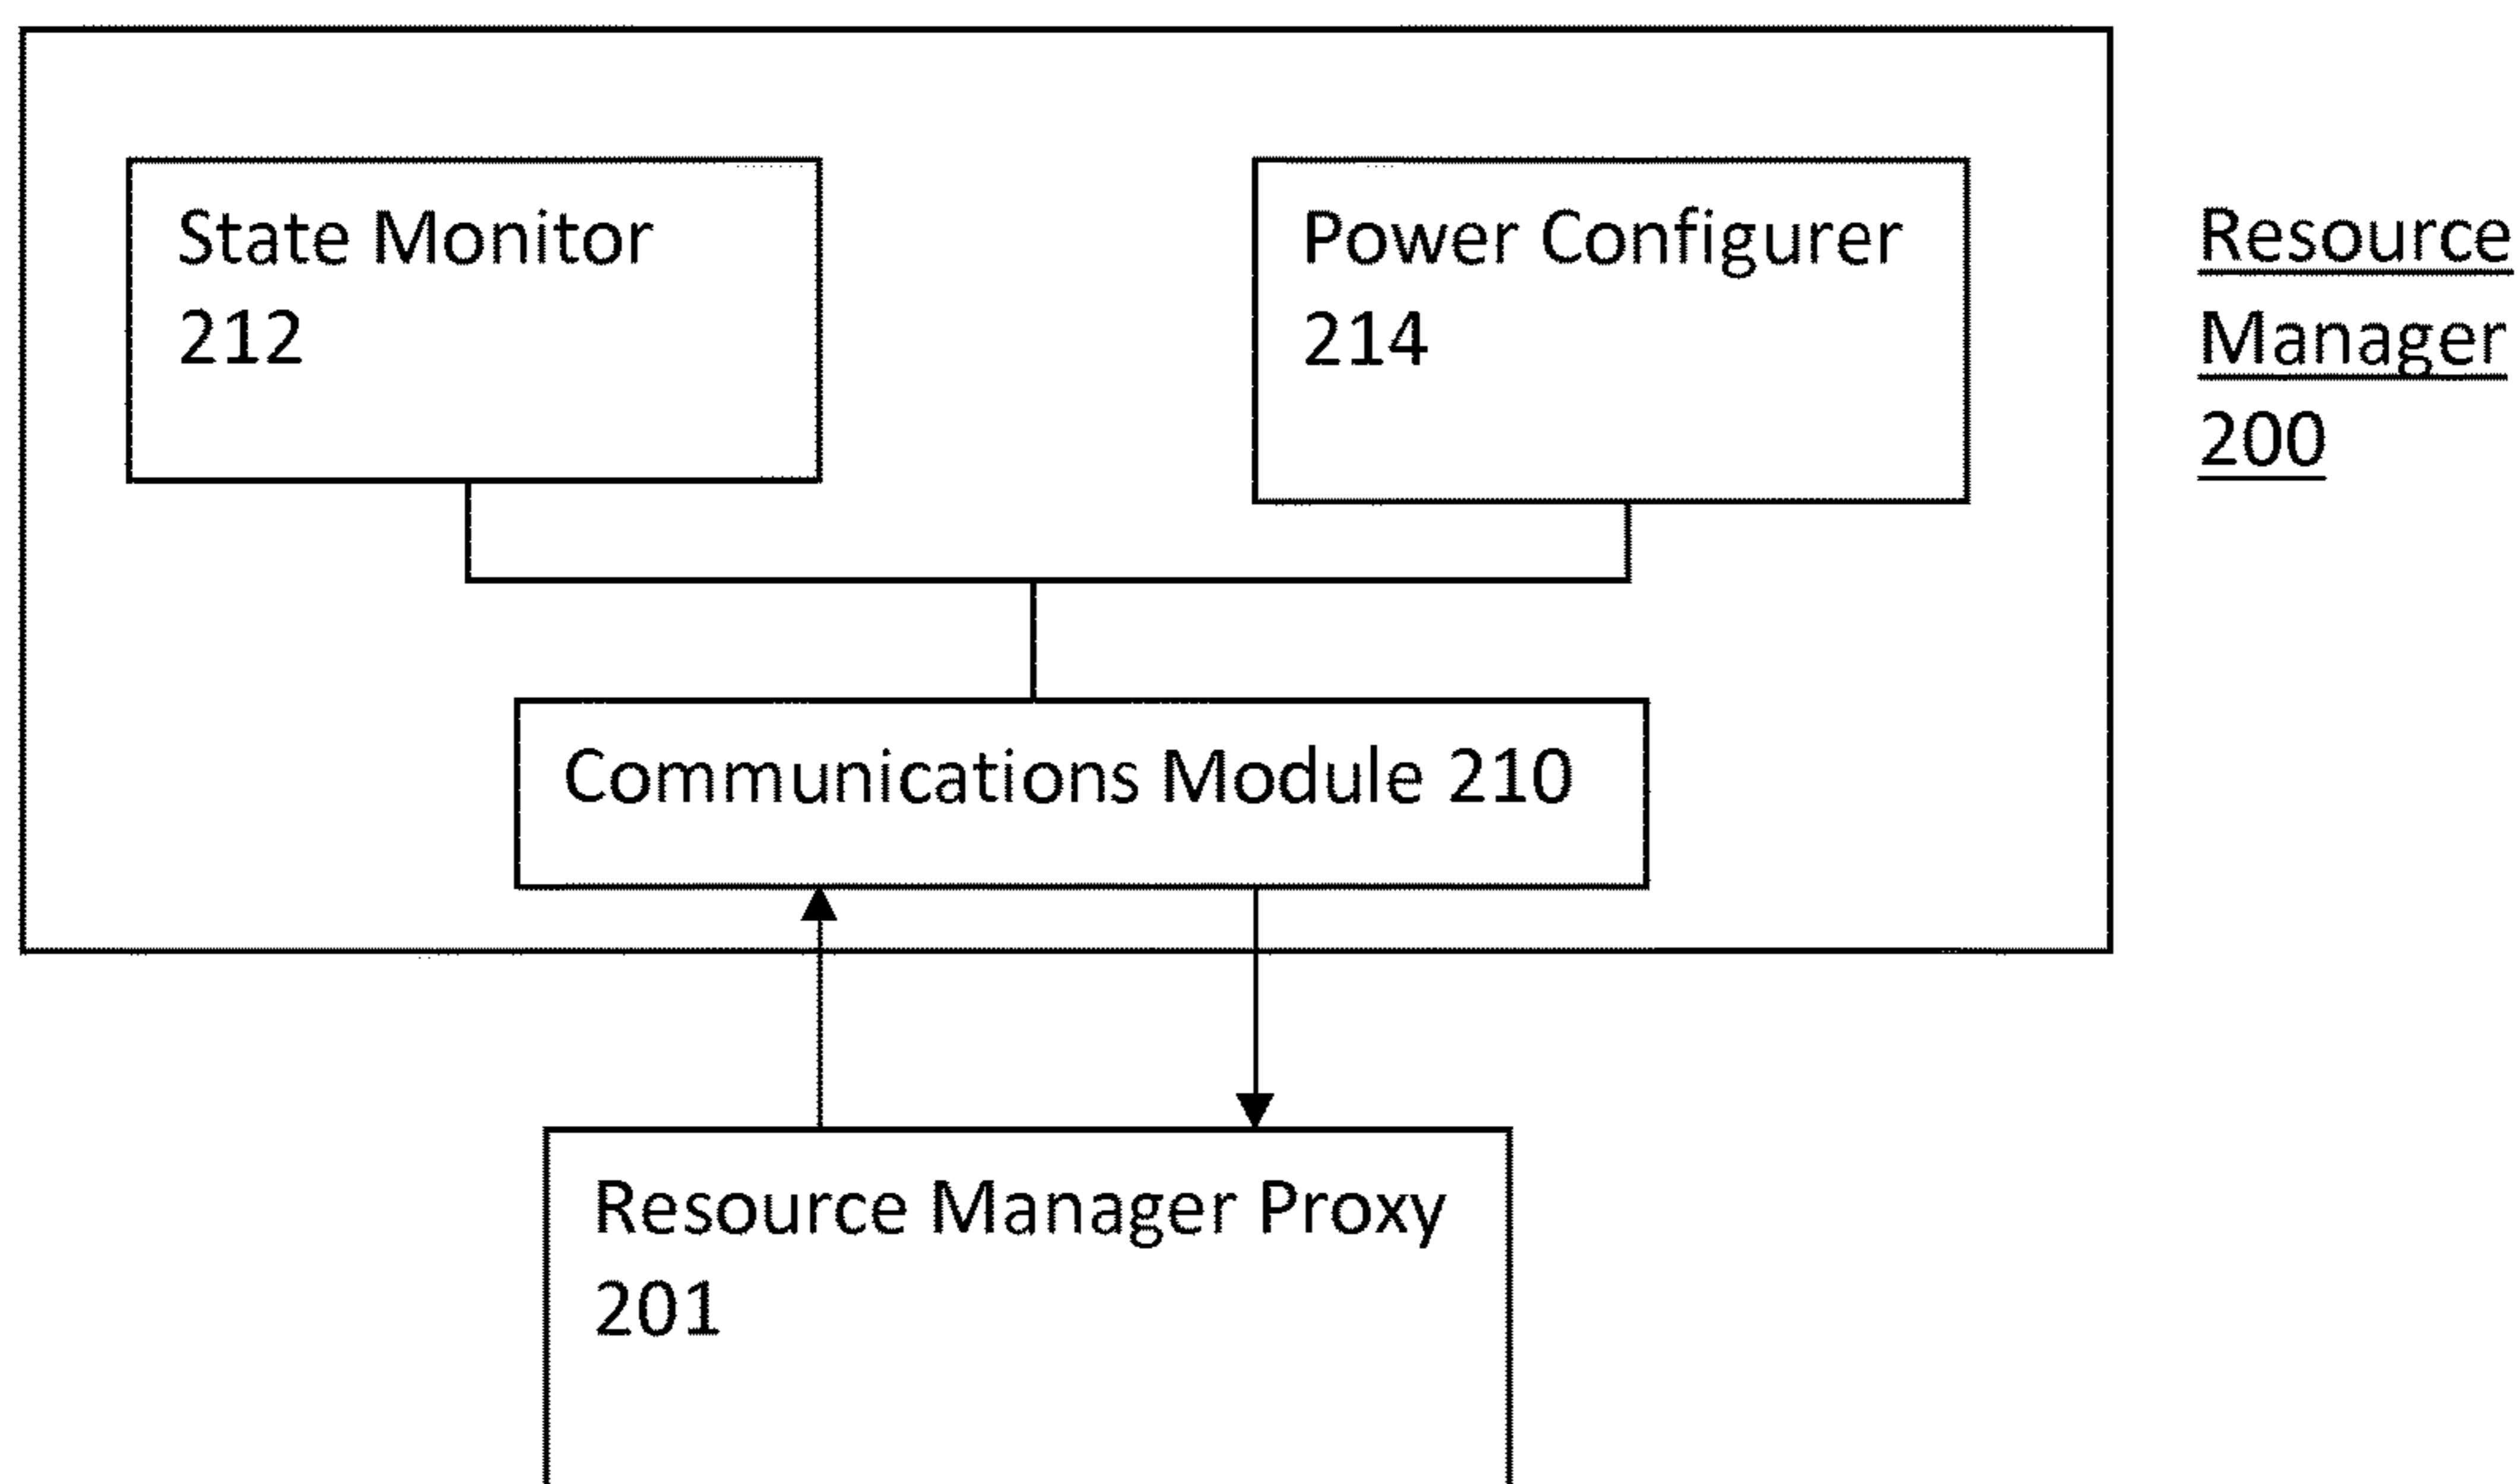 State Monitor
212
Power Configurer
214
Resource
Manager
200
Communications Module 210
Resource Manager Proxy
201